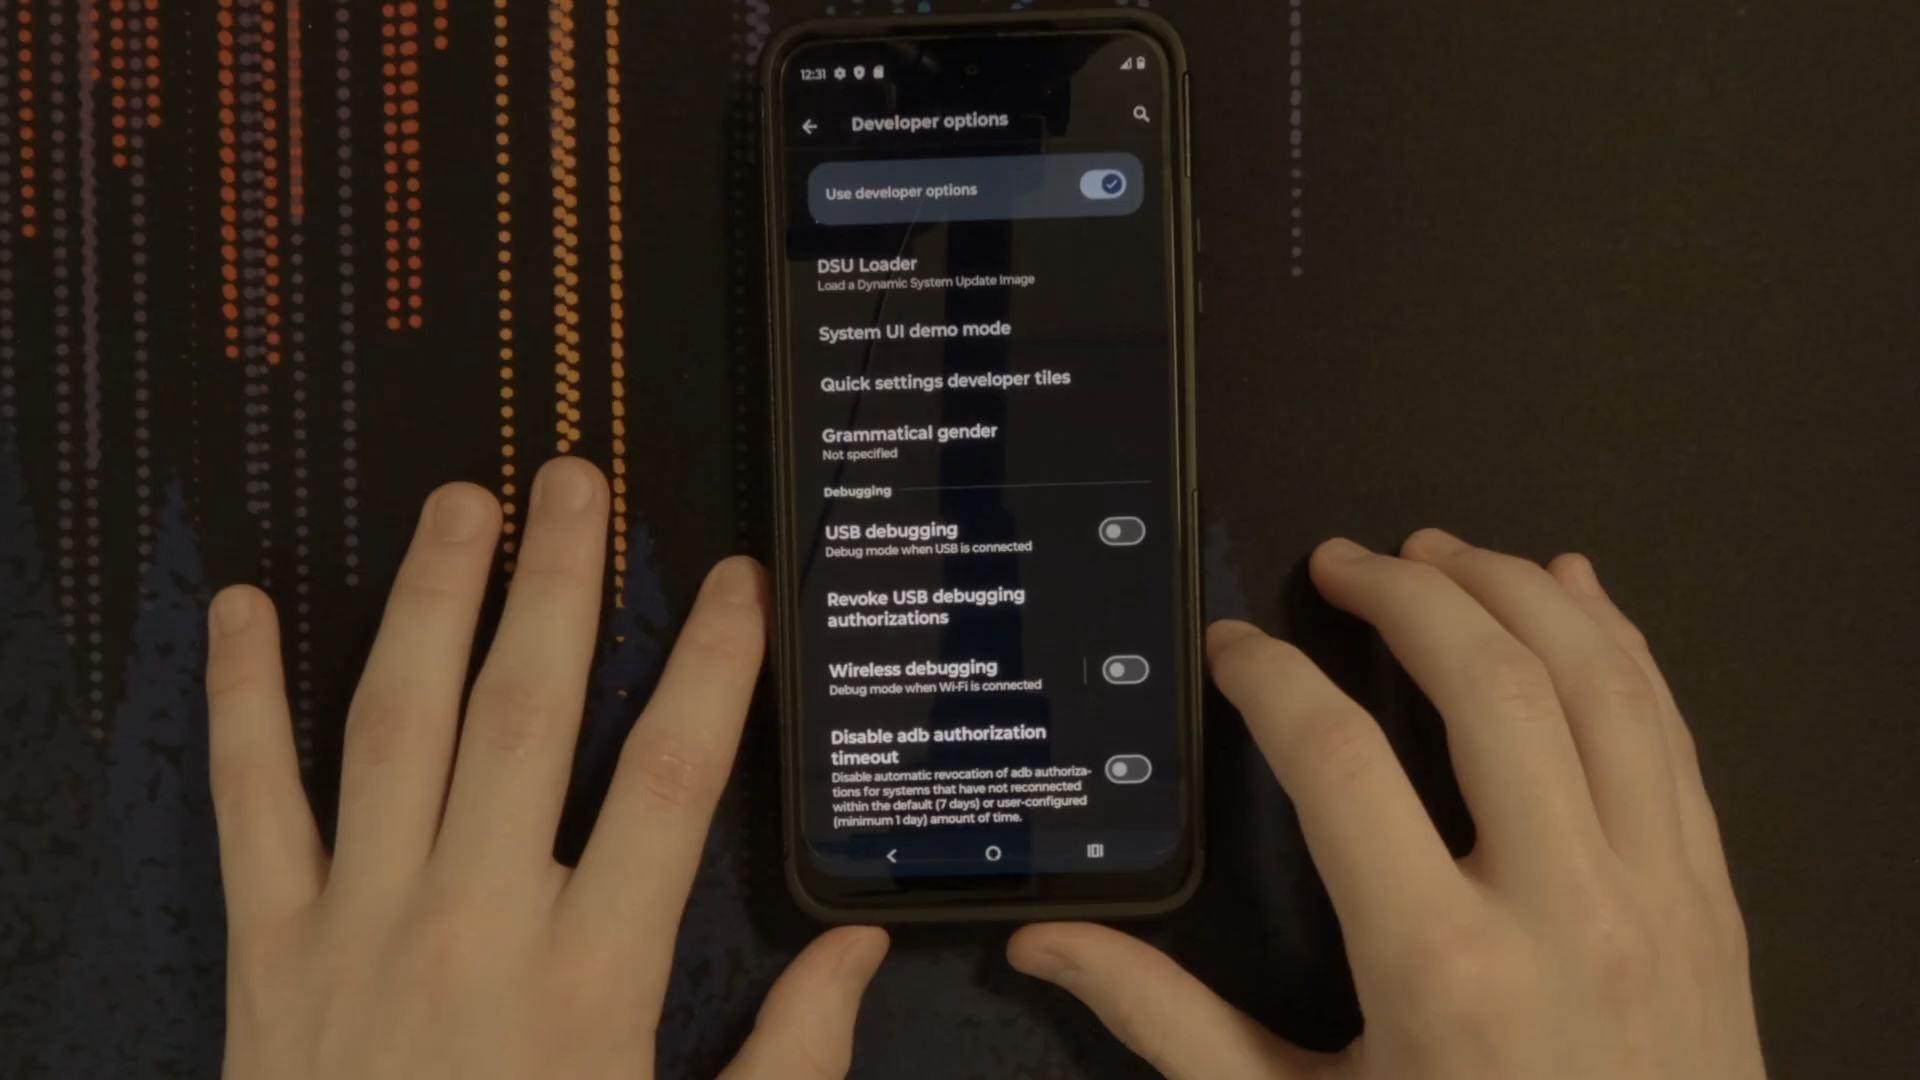 12:31
Developer options
Use developer options
DSU Loader
Load a Dynamic System Update Image
System UI demo mode
Quick settings developer tiles
Grammatical gender
Not specified
Debugging
USB debugging
Debug mode when USB is connected
Revoke USB debugging
authorizations
Wireless debugging
Debug mode when Wi-Fi is connected
Disable adb authorization
timeout
Disable automatic revocation of adb authoriza-
tions for systems that have not reconnected
within the default (7 days) or user-configured
(minimum 1 day) amount of time.